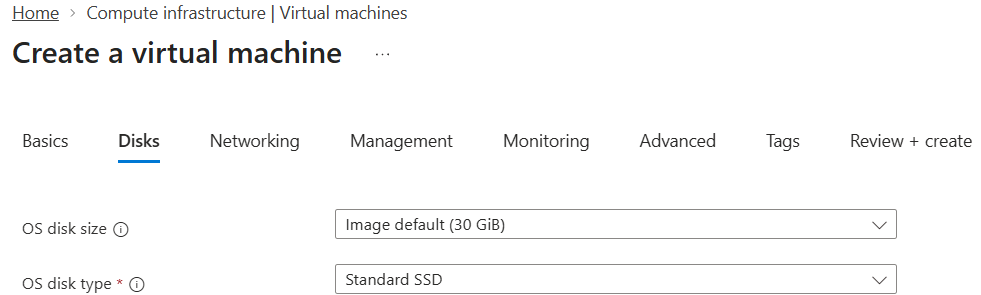 Home > Compute infrastructure | Virtual machines
Create a virtual machine ...
Basics Disks Networking Management Monitoring Advanced Tags Review + create
OS disk size Image default (30 GiB)
OS disk type * Standard SSD